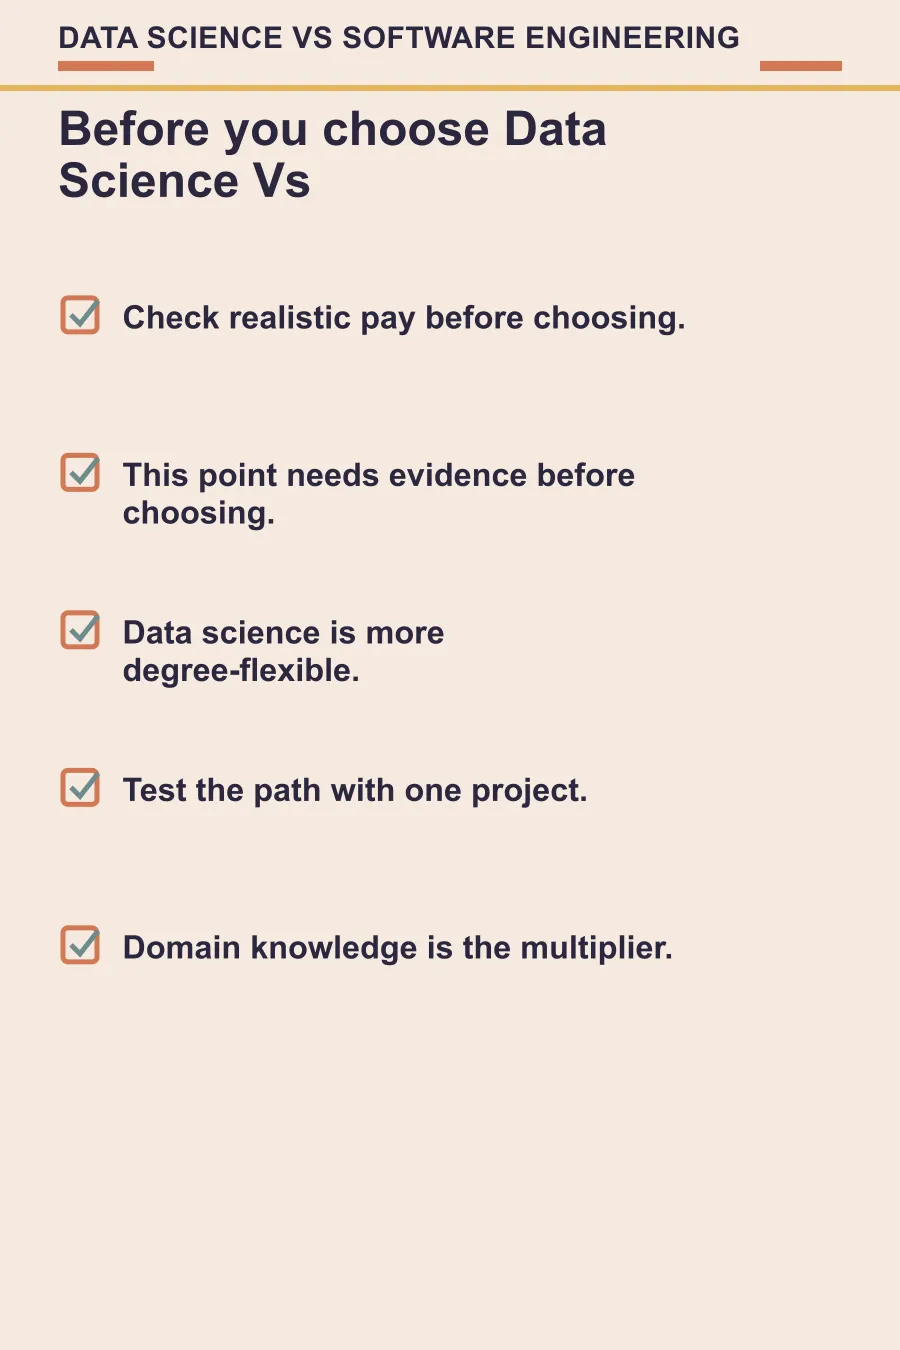 DATA SCIENCE VS SOFTWARE ENGINEERING
Before you choose Data
Science Vs
Check realistic pay before choosing.
This point needs evidence before
choosing.
Data science is more
degree-flexible.
Test the path with one project.
Domain knowledge is the multiplier.